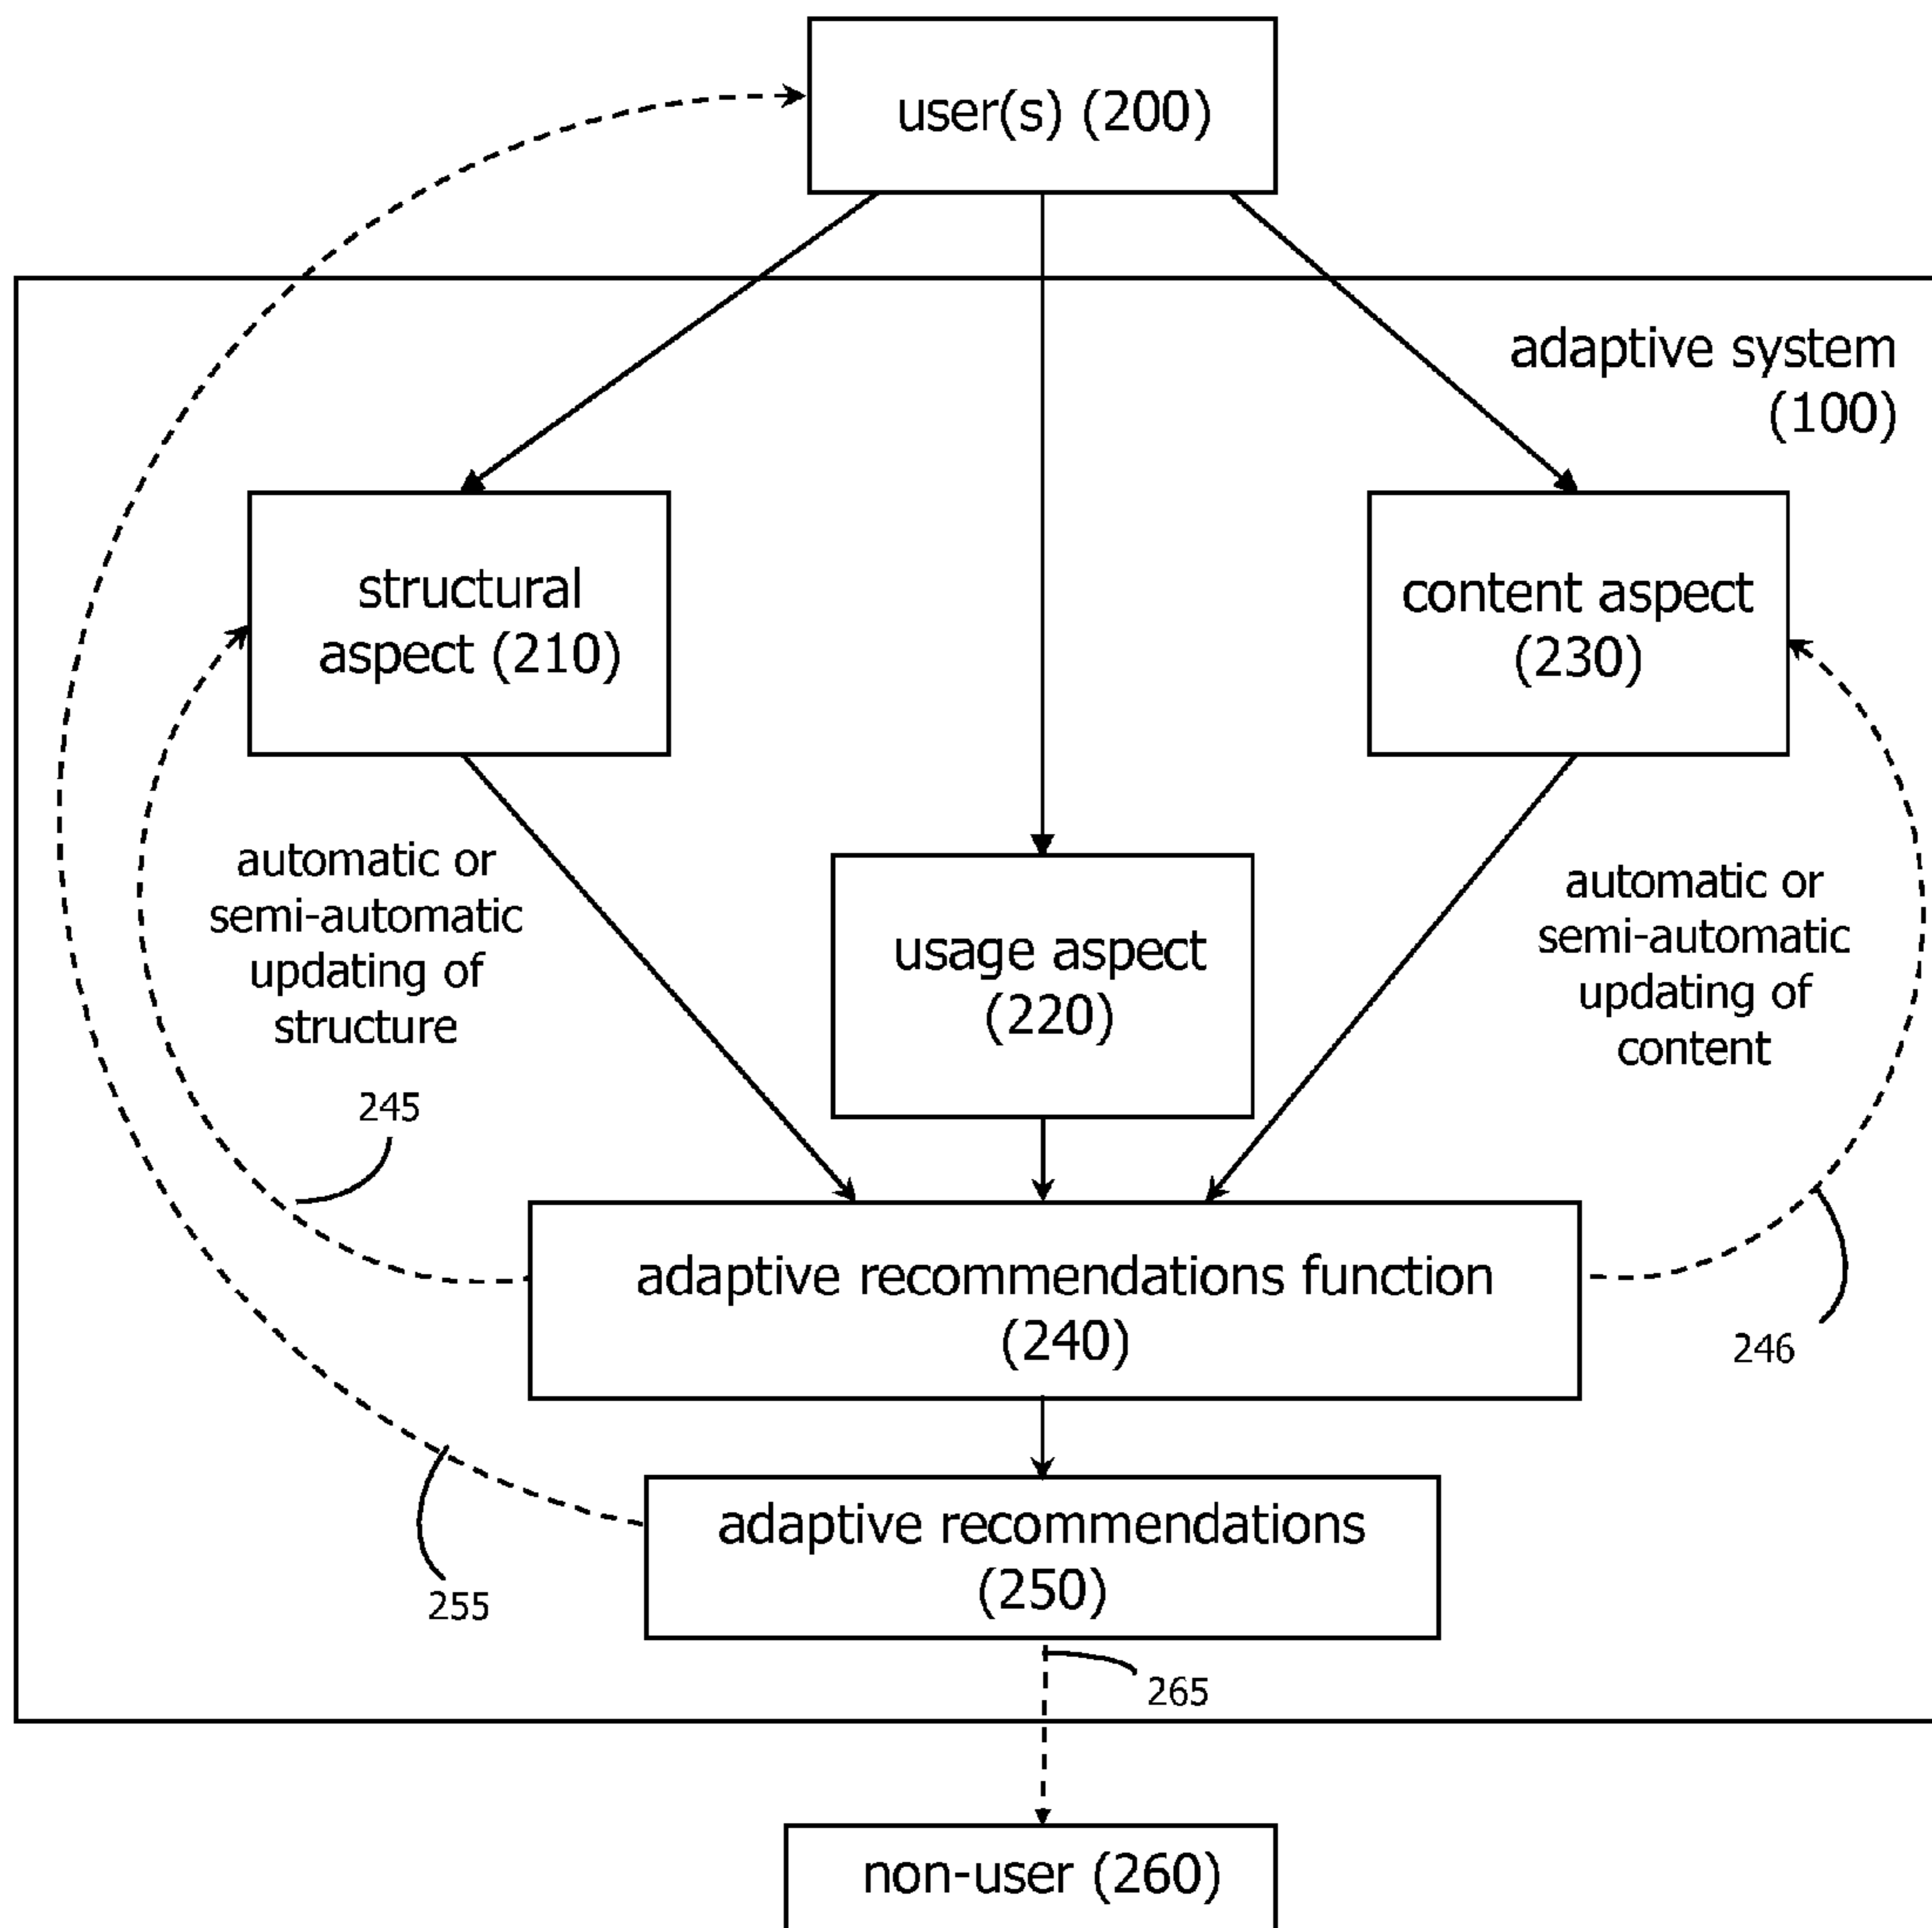 user(s) (200)
adaptive system
(100)
structural
aspect (210)
content aspect
(230)
automatic or
semi-automatic
updating of
structure
usage aspect
(220)
automatic or
semi-automatic
updating of
content
245
adaptive recommendations function
(240)
246
adaptive recommendations
(250)
255
265
non-user (260)